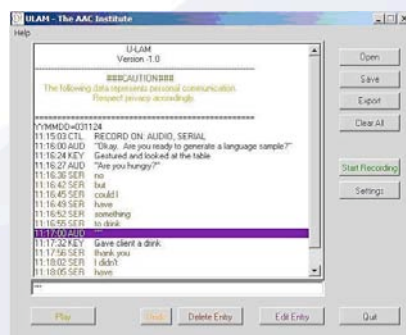 ULAM - The AAC Institute
Help
U-LAM
Version -1.0
###CAUTION###
The following data represents personal communication.
Respect privacy accordingly.
YYMMDD=031124
11:15:03 CTL RECORD ON: AUDIO, SERIAL
11:16:00 AUD "Okay. Are you ready to generate a language sample?"
11:16:24 KEY Gestured and looked at the table
11:16:27 AUD "Are you hungry?"
11:16:36 SER no
11:16:42 SER but
11:16:45 SER could I
11:16:49 SER have
11:16:52 SER something
11:16:55 SER to drink
11:17:00 AUD ""
11:17:32 KEY Gave client a drink
11:17:56 SER thank you
11:18:02 SER I didn't
11:18:05 SER have
""
Open
Save
Export
Clear All
Start Recording
Settings
Play
Undo
Delete Entry
Edit Entry
Quit